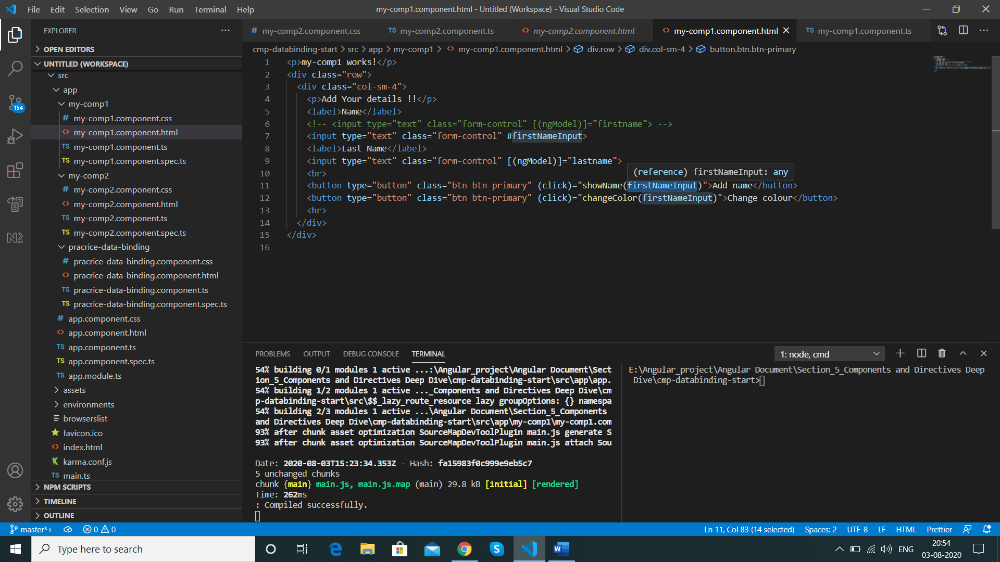 File Edit Selection View Go Run Terminal Help
my-comp1.component.html - Untitled (Workspace) - Visual Studio Code
EXPLORER
OPEN EDITORS
UNTITLED (WORKSPACE)
src
app
my-comp1
# my-comp1.component.css
<> my-comp1.component.html
TS my-comp1.component.ts
TS my-comp1.component.spec.ts
my-comp2
# my-comp2.component.css
<> my-comp2.component.html
TS my-comp2.component.ts
TS my-comp2.component.spec.ts
pracrice-data-binding
# pracrice-data-binding.component.css
<> pracrice-data-binding.component.html
TS pracrice-data-binding.component.ts
TS pracrice-data-binding.component.spec.ts
# app.component.css
<> app.component.html
TS app.component.ts
TS app.component.spec.ts
TS app.module.ts
assets
environments
browserslist
favicon.ico
<> index.html
karma.conf.js
TS main.ts
NPM SCRIPTS
TIMELINE
OUTLINE
154
# my-comp2.component.css TS my-comp2.component.ts <> my-comp2.component.html <> my-comp1.component.html TS my-comp1.component.ts
cmp-databinding-start > src > app > my-comp1 > <> my-comp1.component.html > div.row > div.col-sm-4 > button.btn.btn-primary
1 <p>my-comp1 works!</p>
2 <div class="row">
3 <div class="col-sm-4">
4 <p>Add Your details !!</p>
5 <label>Name</label>
6 <!-- <input type="text" class="form-control" [(ngModel)]="firstname"> -->
7 <input type="text" class="form-control" #firstNameInput>
8 <label>Last Name</label>
9 <input type="text" class="form-control" [(ngModel)]="lastname">
10 <br>
(reference) firstNameInput: any
11 <button type="button" class="btn btn-primary" (click)="showName(firstNameInput)">Add name</button>
12 <button type="button" class="btn btn-primary" (click)="changeColor(firstNameInput)">Change colour</button>
13 <hr>
14 </div>
15 </div>
16
PROBLEMS OUTPUT DEBUG CONSOLE TERMINAL
1: node, cmd
54% building 0/1 modules 1 active ...:\Angular_project\Angular Document\Sect
ion_5_Components and Directives Deep Dive\cmp-databinding-start\src\app\app.
54% building 1/2 modules 1 active ..._Components and Directives Deep Dive\cm
p-databinding-start\src\$$_lazy_route_resource lazy groupOptions: {} namespa
54% building 2/3 modules 1 active ...\Angular Document\Section_5_Components
and Directives Deep Dive\cmp-databinding-start\src\app\my-comp1\my-comp1.com
93% after chunk asset optimization SourceMapDevToolPlugin main.js generate S
93% after chunk asset optimization SourceMapDevToolPlugin main.js attach Sou
Date: 2020-08-03T15:23:34.353Z - Hash: fa15983f0c999e9eb5c7
5 unchanged chunks
chunk {main} main.js, main.js.map (main) 29.8 kB [initial] [rendered]
Time: 262ms
: Compiled successfully.
E:\Angular_project\Angular Document\Section_5_Components and Directives Deep
Dive\cmp-databinding-start>
master*+ 0 0
Ln 11, Col 83 (14 selected) Spaces: 2 UTF-8 LF HTML Prettier
Type here to search
ENG
20:54
03-08-2020